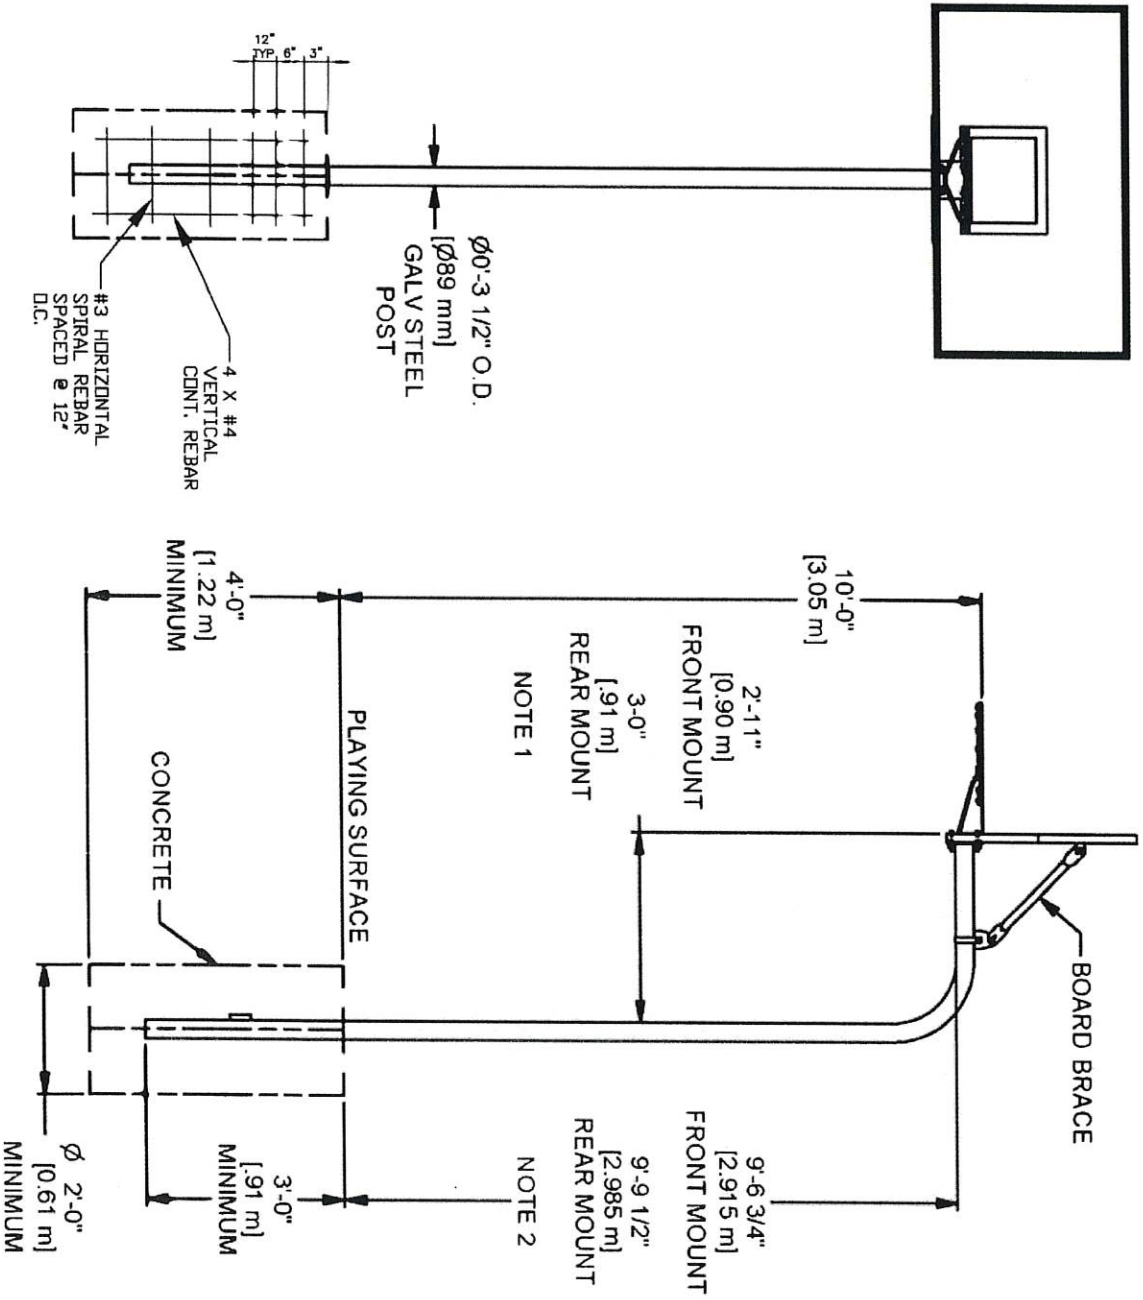 12"
TYP.
6"
3"
Ø0'-3 1/2" O.D.
[Ø89 mm]
GALV STEEL
POST
4 X #4
VERTICAL
CONT. REBAR
#3 HORIZONTAL
SPIRAL REBAR
SPACED @ 12"
O.C.
10'-0"
[3.05 m]
4'-0"
[1.22 m]
MINIMUM
2'-11"
[0.90 m]
FRONT MOUNT
3-0"
[.91 m]
REAR MOUNT
NOTE 1
PLAYING SURFACE
CONCRETE
BOARD BRACE
9'-6 3/4"
[2.915 m]
FRONT MOUNT
9'-9 1/2"
[2.985 m]
REAR MOUNT
NOTE 2
3'-0"
[.91 m]
MINIMUM
Ø 2'-0"
[0.61 m]
MINIMUM